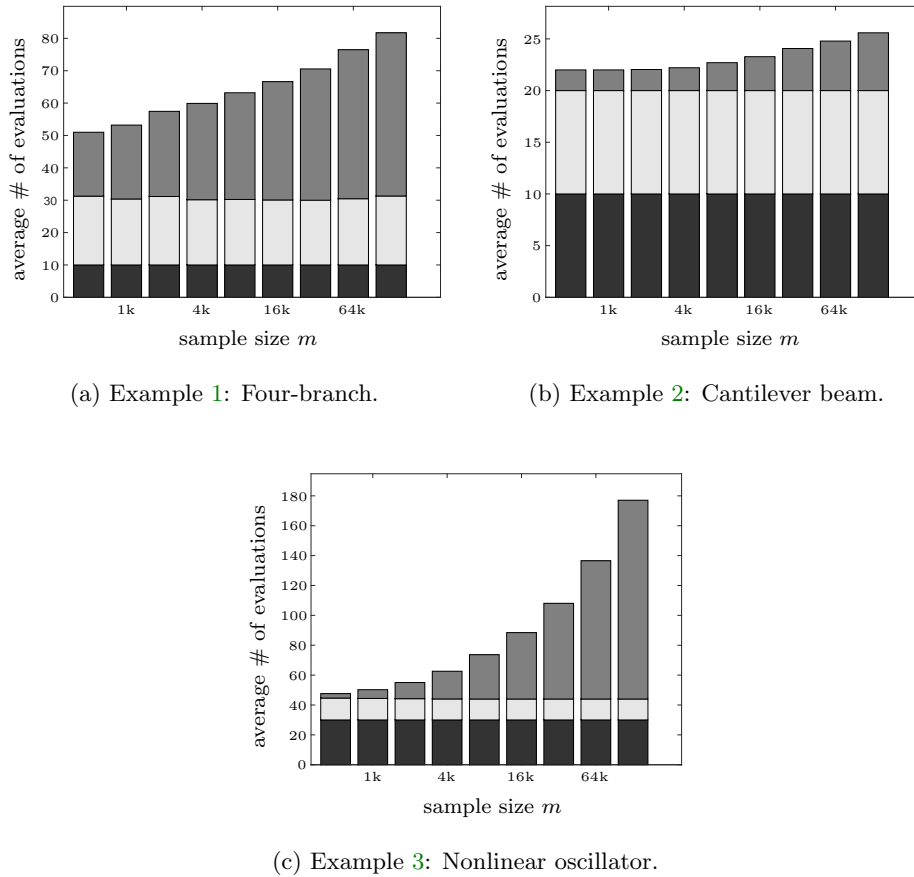 average # of evaluations
80
70
60
50
40
30
20
10
0
1k 4k 16k 64k
sample size m
(a) Example 1: Four-branch.
average # of evaluations
25
20
15
10
5
0
1k 4k 16k 64k
sample size m
(b) Example 2: Cantilever beam.
average # of evaluations
180
160
140
120
100
80
60
40
20
0
1k 4k 16k 64k
sample size m
(c) Example 3: Nonlinear oscillator.